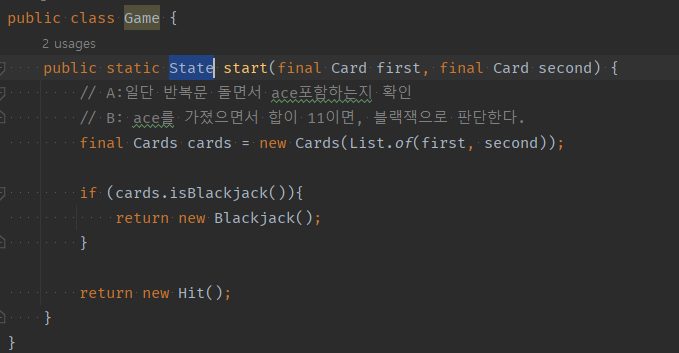 public class Game {
2 usages
public static State start(final Card first, final Card second) {
// A:일단 반복문 돌면서 ace포함하는지 확인
// B: ace를 가졌으면서 합이 11이면, 블랙잭으로 판단한다.
final Cards cards = new Cards(List.of(first, second));
if (cards.isBlackjack()){
return new Blackjack();
}
return new Hit();
}
}